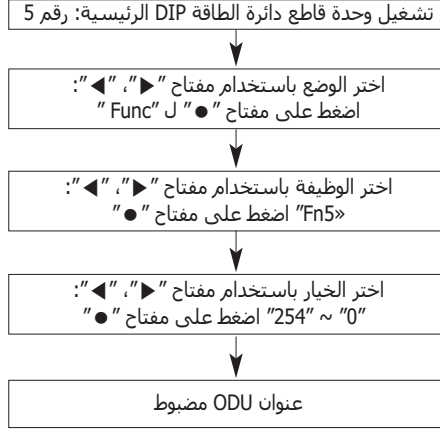 تشغيل وحدة قاطع دائرة الطاقة DIP الرئيسية: رقم 5
اختر الوضع باستخدام مفتاح "▶"، "◀":
اضغط على مفتاح "●" ل "Func"
اختر الوظيفة باستخدام مفتاح "▶"، "◀":
«Fn5" اضغط على مفتاح "●"
اختر الخيار باستخدام مفتاح "▶"، "◀":
"0" ~ "254" اضغط على مفتاح "●"
عنوان ODU مضبوط